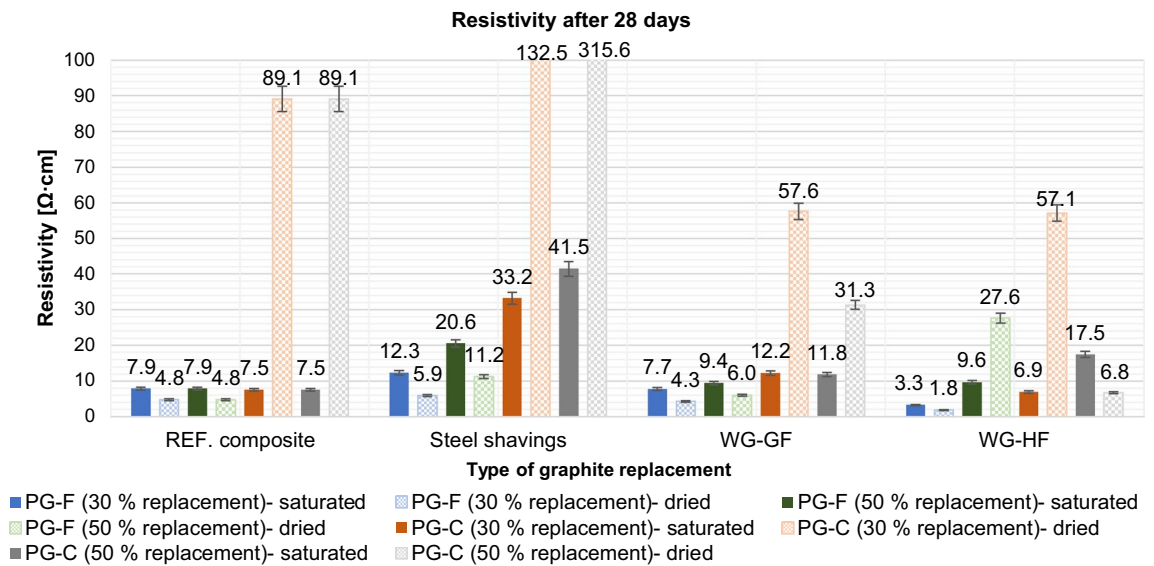 Resistivity after 28 days
Resistivity [Ω·cm]
100
90
80
70
60
50
40
30
20
10
0
7.9 4.8 7.9 4.8 7.5 89.1 7.5 89.1
12.3 5.9 20.6 11.2 33.2 132.5 41.5 315.6
7.7 4.3 9.4 6.0 12.2 57.6 11.8 31.3
3.3 1.8 9.6 27.6 6.9 57.1 17.5 6.8
REF. composite Steel shavings WG-GF WG-HF
Type of graphite replacement
PG-F (30 % replacement)- saturated PG-F (30 % replacement)- dried PG-F (50 % replacement)- saturated
PG-F (50 % replacement)- dried PG-C (30 % replacement)- saturated PG-C (30 % replacement)- dried
PG-C (50 % replacement)- saturated PG-C (50 % replacement)- dried